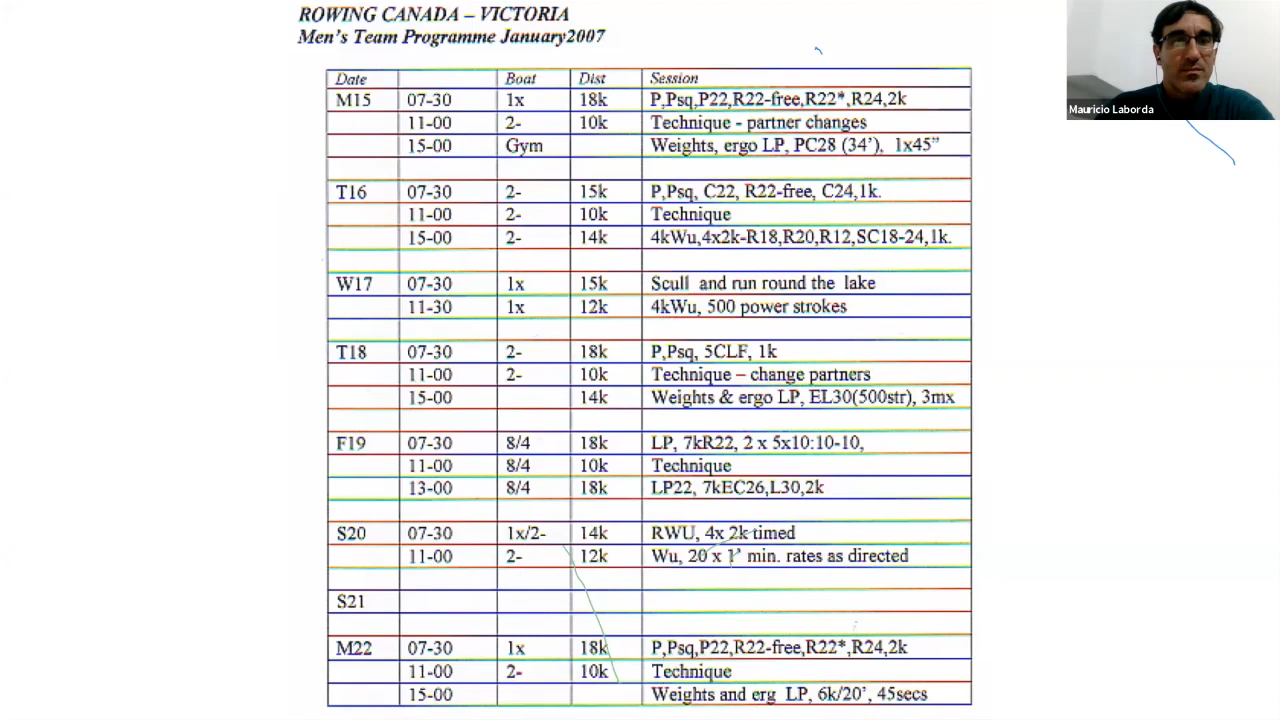 ROWING CANADA – VICTORIA
Men's Team Programme January2007
Date Boat Dist Session
M15 07-30 1x 18k P,Psq,P22,R22-free,R22*,R24,2k
11-00 2- 10k Technique - partner changes
15-00 Gym Weights, ergo LP, PC28 (34'), 1x45"
T16 07-30 2- 15k P,Psq, C22, R22-free, C24,1k.
11-00 2- 10k Technique
15-00 2- 14k 4kWu,4x2k-R18,R20,R12,SC18-24,1k.
W17 07-30 1x 15k Scull and run round the lake
11-30 1x 12k 4kWu, 500 power strokes
T18 07-30 2- 18k P,Psq, 5CLF, 1k
11-00 2- 10k Technique – change partners
15-00 14k Weights & ergo LP, EL30(500str), 3mx
F19 07-30 8/4 18k LP, 7kR22, 2 x 5x10:10-10,
11-00 8/4 10k Technique
13-00 8/4 18k LP22, 7kEC26,L30,2k
S20 07-30 1x/2- 14k RWU, 4x 2k timed
11-00 2- 12k Wu, 20 x 1' min. rates as directed
S21
M22 07-30 1x 18k P,Psq,P22,R22-free,R22*,R24,2k
11-00 2- 10k Technique
15-00 Weights and erg LP, 6k/20', 45secs
Mauricio Laborda